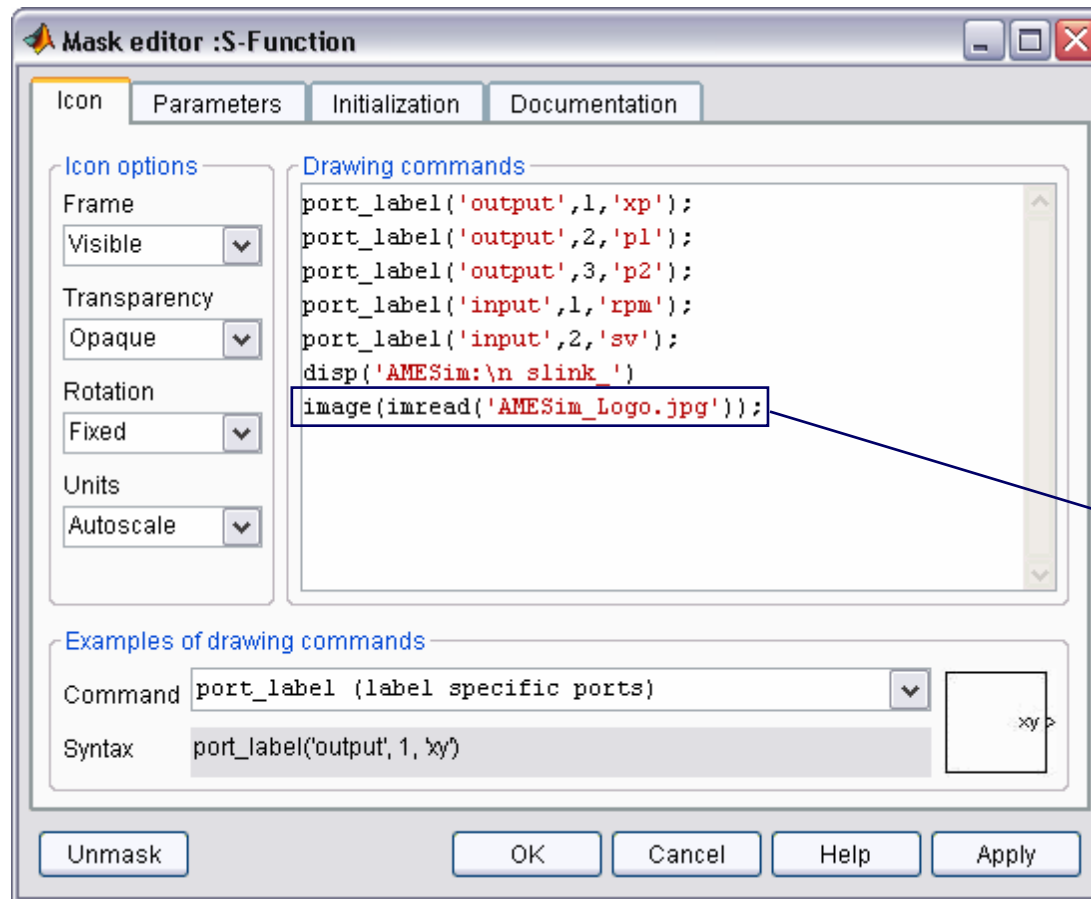 Mask editor :S-Function
Icon Parameters Initialization Documentation
Icon options
Frame
Visible
Transparency
Opaque
Rotation
Fixed
Units
Autoscale
Drawing commands
port_label('output',1,'xp');
port_label('output',2,'p1');
port_label('output',3,'p2');
port_label('input',1,'rpm');
port_label('input',2,'sv');
disp('AMESim:\n slink_')
image(imread('AMESim_Logo.jpg'));
Examples of drawing commands
Command port_label (label specific ports)
Syntax port_label('output', 1, 'xy')
xy >
Unmask OK Cancel Help Apply